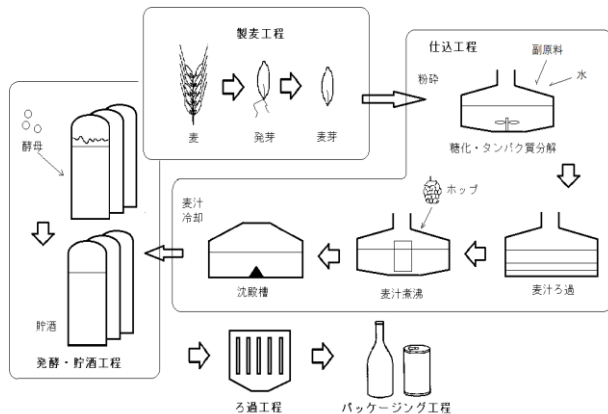 製麦工程
麦
発芽
麦芽
仕込工程
粉砕
副原料
水
糖化・タンパク質分解
麦汁ろ過
ホップ
麦汁煮沸
麦汁
冷却
沈殿槽
酵母
貯酒
発酵・貯酒工程
ろ過工程
パッケージング工程